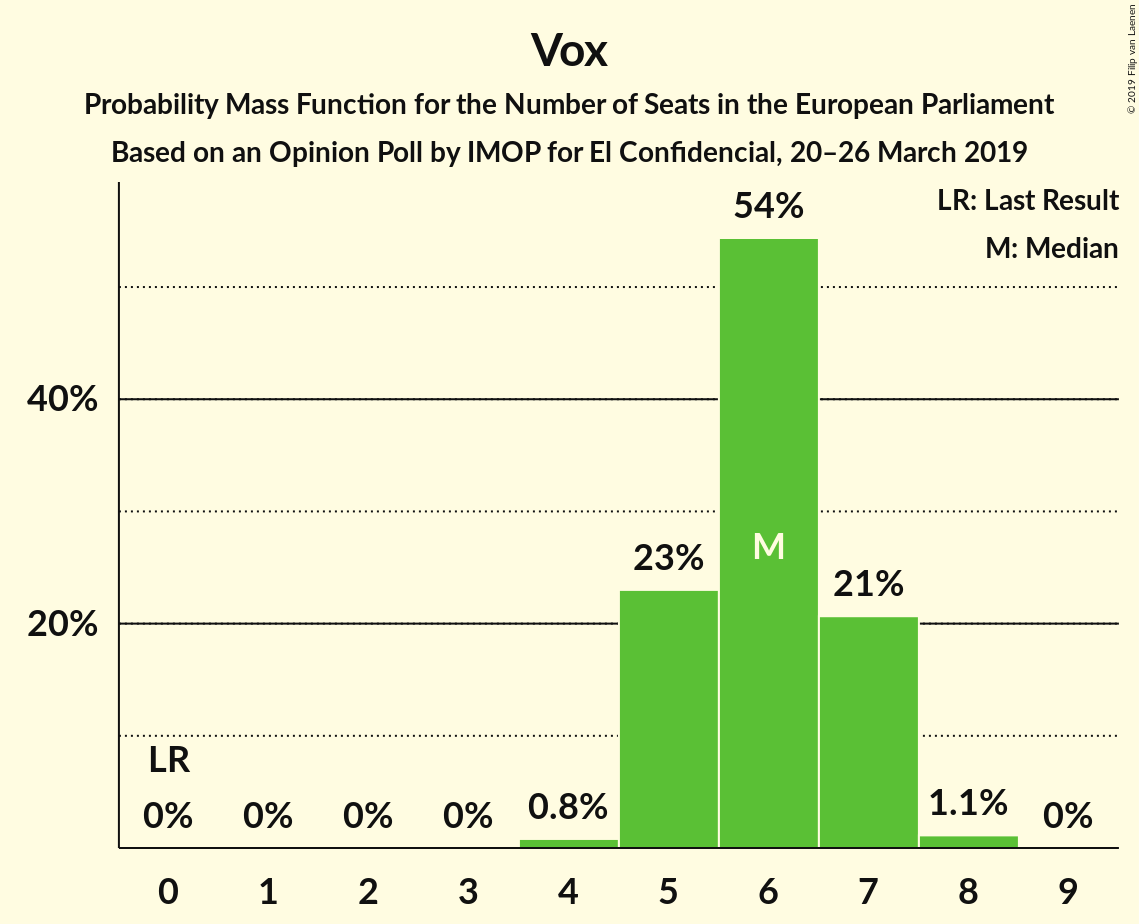 Vox
Probability Mass Function for the Number of Seats in the European Parliament
Based on an Opinion Poll by IMOP for El Confidencial, 20–26 March 2019
© 2019 Filip van Laenen
LR: Last Result
M: Median
54%
40%
M
23%
21%
20%
LR
0%
0%
0%
0%
0.8%
1.1%
0%
0
1
2
3
4
5
6
7
8
9